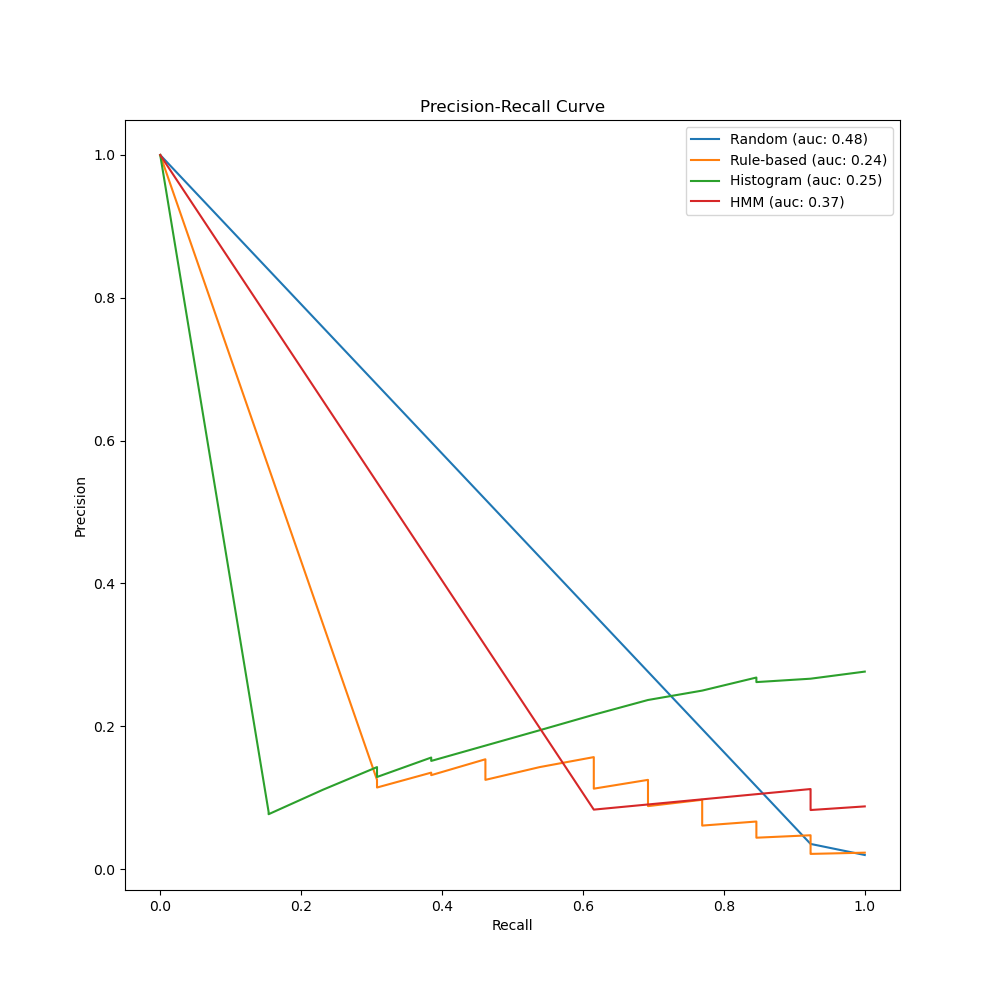 Precision-Recall Curve
Random (auc: 0.48)
Rule-based (auc: 0.24)
Histogram (auc: 0.25)
HMM (auc: 0.37)
1.0
0.8
0.6
0.4
0.2
0.0
Precision
0.0 0.2 0.4 0.6 0.8 1.0
Recall